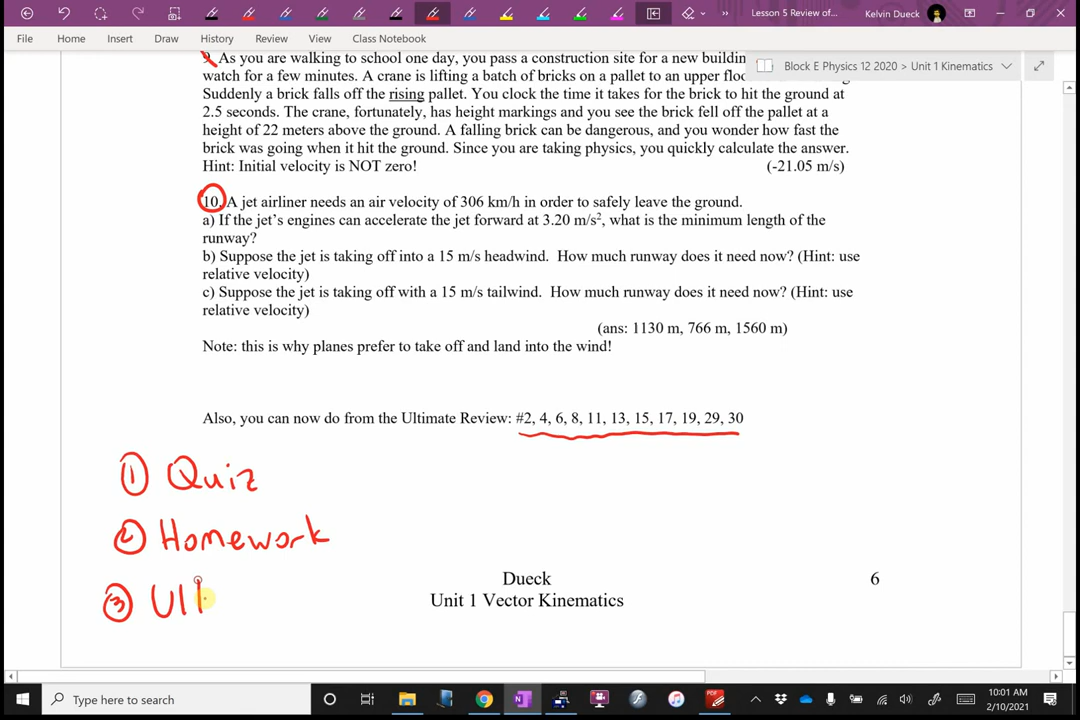 Lesson 5 Review of...
Kelvin Dueck
File Home Insert Draw History Review View Class Notebook
Block E Physics 12 2020 > Unit 1 Kinematics
9. As you are walking to school one day, you pass a construction site for a new buildin
watch for a few minutes. A crane is lifting a batch of bricks on a pallet to an upper floo
Suddenly a brick falls off the rising pallet. You clock the time it takes for the brick to hit the ground at
2.5 seconds. The crane, fortunately, has height markings and you see the brick fell off the pallet at a
height of 22 meters above the ground. A falling brick can be dangerous, and you wonder how fast the
brick was going when it hit the ground. Since you are taking physics, you quickly calculate the answer.
Hint: Initial velocity is NOT zero! (-21.05 m/s)
10. A jet airliner needs an air velocity of 306 km/h in order to safely leave the ground.
a) If the jet's engines can accelerate the jet forward at 3.20 m/s², what is the minimum length of the
runway?
b) Suppose the jet is taking off into a 15 m/s headwind. How much runway does it need now? (Hint: use
relative velocity)
c) Suppose the jet is taking off with a 15 m/s tailwind. How much runway does it need now? (Hint: use
relative velocity)
(ans: 1130 m, 766 m, 1560 m)
Note: this is why planes prefer to take off and land into the wind!
Also, you can now do from the Ultimate Review: #2, 4, 6, 8, 11, 13, 15, 17, 19, 29, 30
① Quiz
② Homework
③ Ul
Dueck 6
Unit 1 Vector Kinematics
Type here to search
10:01 AM
2/10/2021